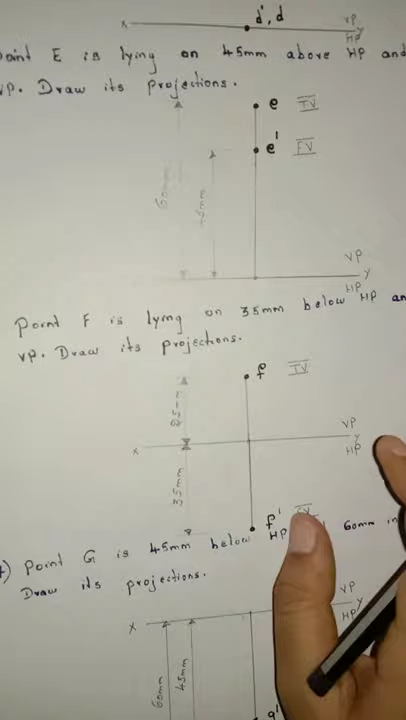 d', d
X VP
Y
HP
Point E is lying on 45mm above HP and
VP. Draw its projections.
e TV
e' FV
60mm
45mm
VP
Y
HP
Point F is lying on 35mm below HP an
VP. Draw its projections.
f TV
VP
X Y
HP
35mm
f'
Point G is 45mm below HP 60mm in
Draw its projections.
VP
X Y
HP
60mm
45mm
g'